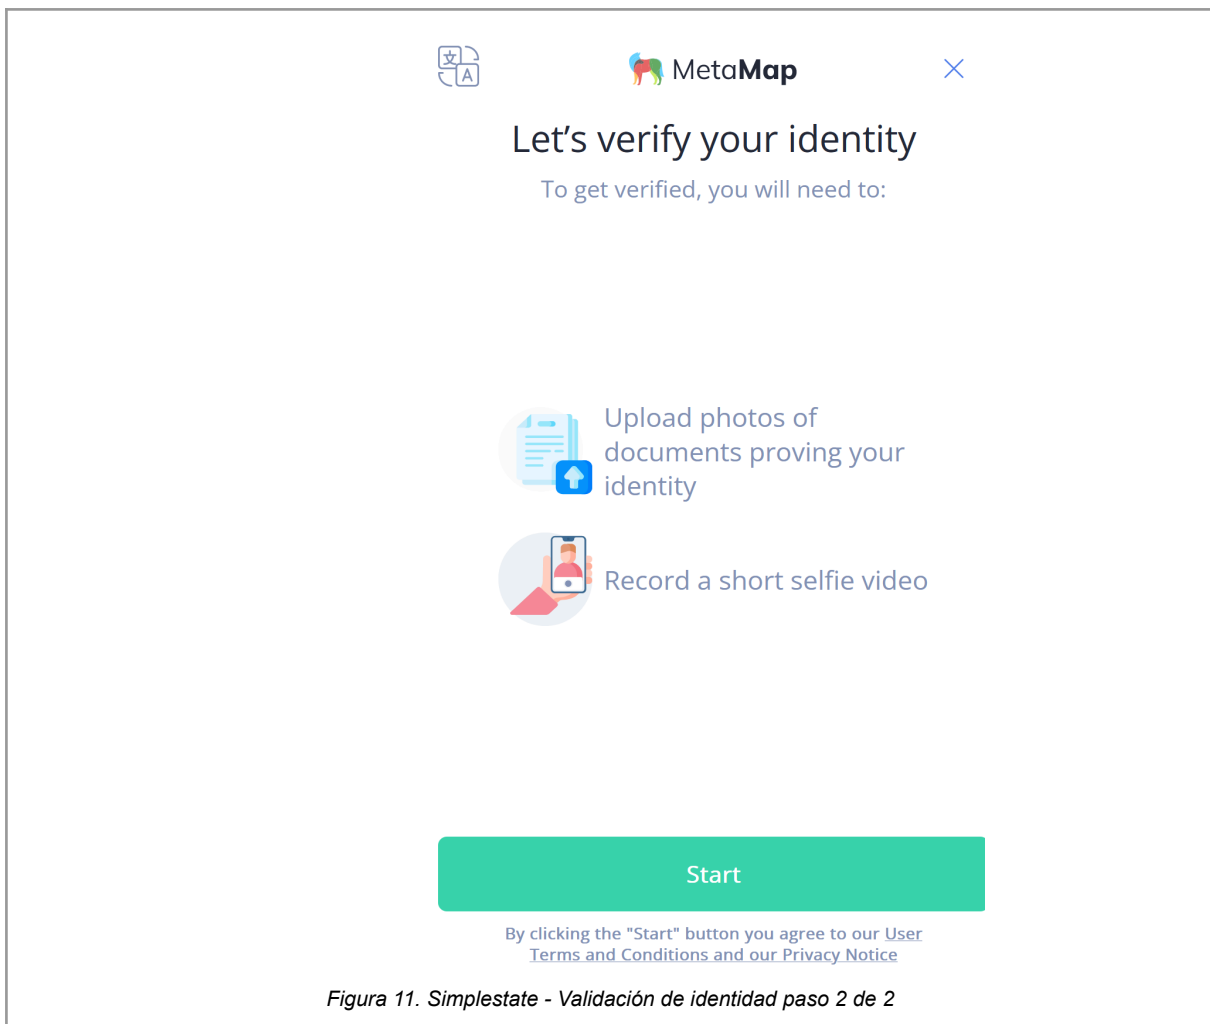 文
A
MetaMap
Let's verify your identity
To get verified, you will need to:
Upload photos of
documents proving your
identity
Record a short selfie video
Start
By clicking the "Start" button you agree to our User
Terms and Conditions and our Privacy Notice
Figura 11. Simplestate - Validación de identidad paso 2 de 2